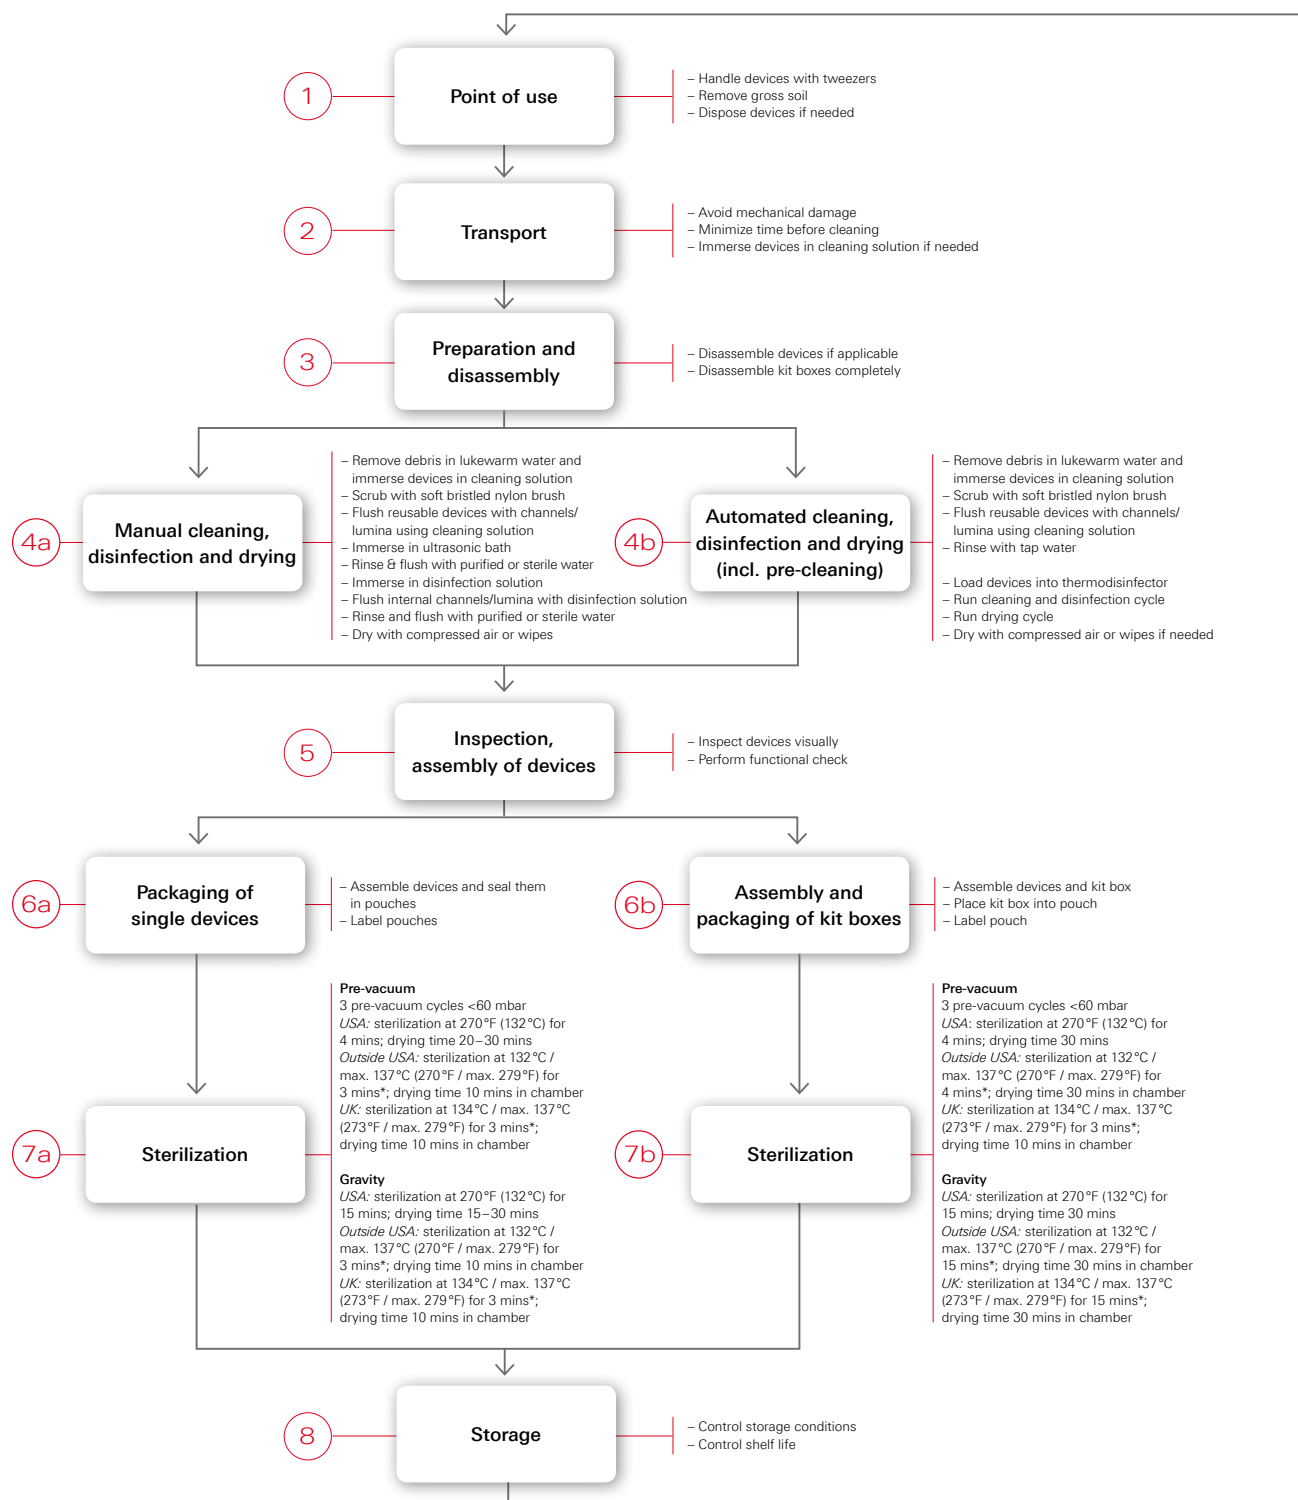 1
Point of use
– Handle devices with tweezers
– Remove gross soil
– Dispose devices if needed
2
Transport
– Avoid mechanical damage
– Minimize time before cleaning
– Immerse devices in cleaning solution if needed
3
Preparation and
disassembly
– Disassemble devices if applicable
– Disassemble kit boxes completely
4a
Manual cleaning,
disinfection and drying
– Remove debris in lukewarm water and
immerse devices in cleaning solution
– Scrub with soft bristled nylon brush
– Flush reusable devices with channels/
lumina using cleaning solution
– Immerse in ultrasonic bath
– Rinse & flush with purified or sterile water
– Immerse in disinfection solution
– Flush internal channels/lumina with disinfection solution
– Rinse and flush with purified or sterile water
– Dry with compressed air or wipes
4b
Automated cleaning,
disinfection and drying
(incl. pre-cleaning)
– Remove debris in lukewarm water and
immerse devices in cleaning solution
– Scrub with soft bristled nylon brush
– Flush reusable devices with channels/
lumina using cleaning solution
– Rinse with tap water
– Load devices into thermodisinfector
– Run cleaning and disinfection cycle
– Run drying cycle
– Dry with compressed air or wipes if needed
5
Inspection,
assembly of devices
– Inspect devices visually
– Perform functional check
6a
Packaging of
single devices
– Assemble devices and seal them
in pouches
– Label pouches
6b
Assembly and
packaging of kit boxes
– Assemble devices and kit box
– Place kit box into pouch
– Label pouch
7a
Sterilization
Pre-vacuum
3 pre-vacuum cycles <60 mbar
USA: sterilization at 270°F (132°C) for
4 mins; drying time 20–30 mins
Outside USA: sterilization at 132°C /
max. 137°C (270°F / max. 279°F) for
3 mins*; drying time 10 mins in chamber
UK: sterilization at 134°C / max. 137°C
(273°F / max. 279°F) for 3 mins*;
drying time 10 mins in chamber
Gravity
USA: sterilization at 270°F (132°C) for
15 mins; drying time 15–30 mins
Outside USA: sterilization at 132°C /
max. 137°C (270°F / max. 279°F) for
3 mins*; drying time 10 mins in chamber
UK: sterilization at 134°C / max. 137°C
(273°F / max. 279°F) for 3 mins*;
drying time 10 mins in chamber
7b
Sterilization
Pre-vacuum
3 pre-vacuum cycles <60 mbar
USA: sterilization at 270°F (132°C) for
4 mins; drying time 30 mins
Outside USA: sterilization at 132°C /
max. 137°C (270°F / max. 279°F) for
4 mins*; drying time 30 mins in chamber
UK: sterilization at 134°C / max. 137°C
(273°F / max. 279°F) for 3 mins*;
drying time 10 mins in chamber
Gravity
USA: sterilization at 270°F (132°C) for
15 mins; drying time 30 mins
Outside USA: sterilization at 132°C /
max. 137°C (270°F / max. 279°F) for
15 mins*; drying time 30 mins in chamber
UK: sterilization at 134°C / max. 137°C
(273°F / max. 279°F) for 15 mins*;
drying time 30 mins in chamber
8
Storage
– Control storage conditions
– Control shelf life